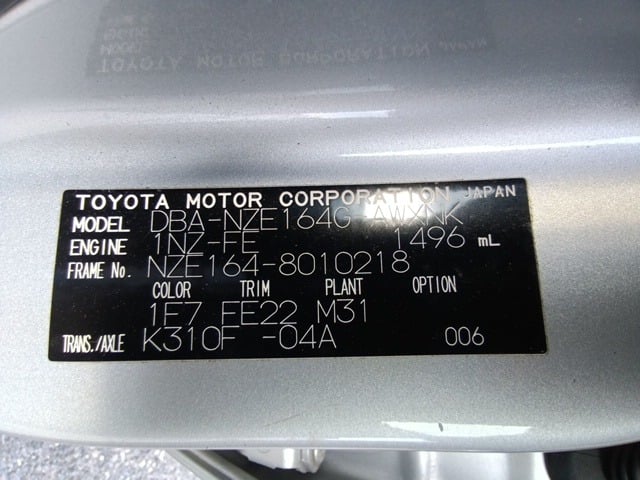 TOYOTA MOTOR CORPORATION JAPAN
MODEL DBA-NZE164G-AWXNK
ENGINE 1NZ-FE 1496 mL
FRAME No. NZE164-8010218
COLOR TRIM PLANT OPTION
1F7 FE22 M31
TRANS./AXLE K310F -04A 006